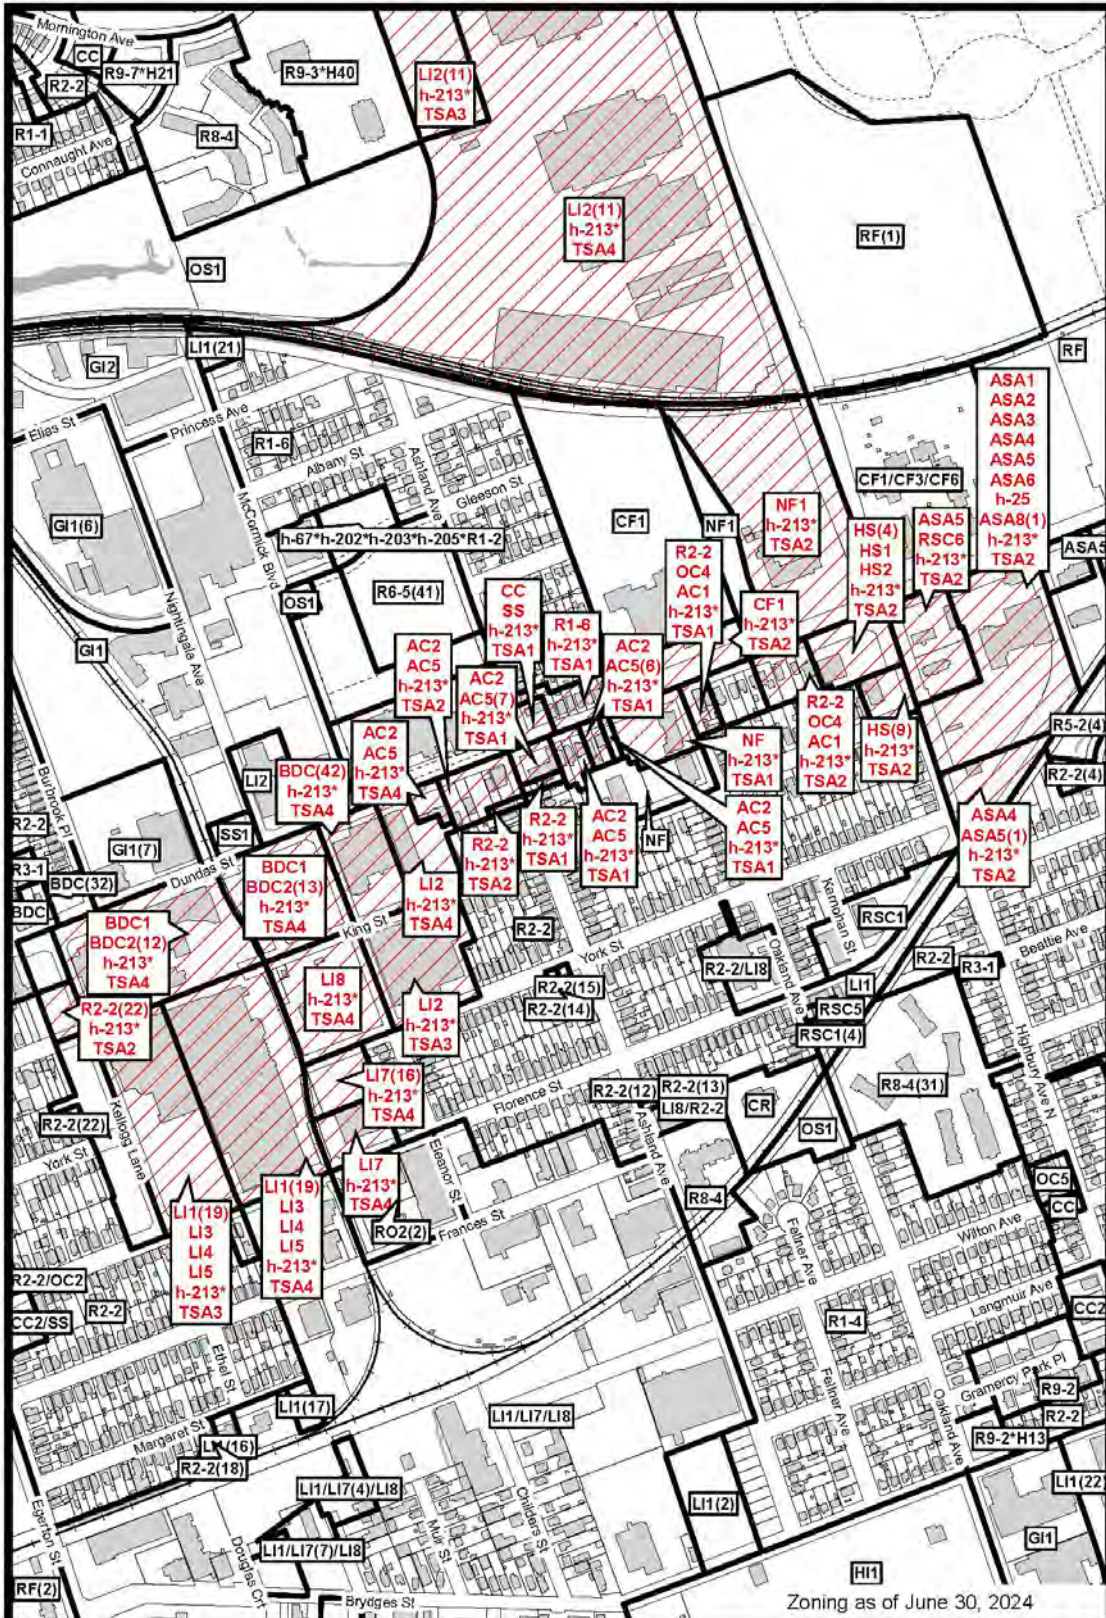 Mornington Ave
CC
R2-2
R9-7*H21
R9-3*H40
R1-1
R8-4
Connaught Ave
LI2(11)
h-213*
TSA3
LI2(11)
h-213*
TSA4
RF(1)
OS1
LI1(21)
GI2
RF
Elias St
Princess Ave
R1-6
Albany St
Ashland Ave
Gleeson St
McCormick Blvd
GI1(6)
CF1
NF1
NF1
h-213*
TSA2
CF1/CF3/CF6
ASA1
ASA2
ASA3
ASA4
ASA5
ASA6
h-25
ASA8(1)
h-213*
TSA2
ASA5
h-67*h-202*h-203*h-205*R1-2
HS(4)
HS1
HS2
h-213*
TSA2
ASA5
RSC6
h-213*
TSA2
OS1
R6-5(41)
Nightingale Ave
GI1
CC
SS
h-213*
TSA1
R1-6
h-213*
TSA1
R2-2
OC4
AC1
h-213*
TSA1
CF1
h-213*
TSA2
AC2
AC5
h-213*
TSA2
AC2
AC5(7)
h-213*
TSA1
AC2
AC5(6)
h-213*
TSA1
R2-2
OC4
AC1
h-213*
TSA2
HS(9)
h-213*
TSA2
R5-2(4)
R2-2(4)
AC2
AC5
h-213*
TSA4
BDC(42)
h-213*
TSA4
LI2
NF
h-213*
TSA1
Burbrook Pl
R2-2
R3-1
BDC
BDC(32)
GI1(7)
SS1
Dundas St
R2-2
h-213*
TSA2
R2-2
h-213*
TSA1
AC2
AC5
h-213*
TSA1
NF
AC2
AC5
h-213*
TSA1
ASA4
ASA5(1)
h-213*
TSA2
BDC1
BDC2(13)
h-213*
TSA4
LI2
h-213*
TSA4
King St
BDC1
BDC2(12)
h-213*
TSA4
R2-2
York St
Kernohan St
RSC1
Oakland Ave
R2-2/LI8
Beattie Ave
R2-2
R3-1
LI1
RSC5
RSC1(4)
LI8
h-213*
TSA4
R2-2(15)
R2-2(14)
R2-2(22)
h-213*
TSA2
LI2
h-213*
TSA3
Highbury Ave N
LI7(16)
h-213*
TSA4
Florence St
R2-2(12)
R2-2(13)
LI8/R2-2
CR
R8-4(31)
OS1
R2-2(22)
York St
Kellogg Lane
Eleanor St
Ashland Ave
LI7
h-213*
TSA4
LI1(19)
LI3
LI4
LI5
h-213*
TSA4
LI1(19)
LI3
LI4
LI5
h-213*
TSA3
R8-4
OC5
CC
RO2(2)
Frances St
Fallner Ave
Wilton Ave
R2-2/OC2
R2-2
CC2/SS
Langmuir Ave
CC2
R1-4
Ethel St
Gramercy Park Pl
R9-2
R2-2
R9-2*H13
Fellner Ave
Oakland Ave
LI1(17)
Margaret St
LI1(16)
R2-2(18)
LI1/LI7/LI8
LI1/LI7(4)/LI8
LI1(2)
LI1(22)
GI1
Egerton St
Muir St
Childers St
LI1/LI7(7)/LI8
Douglas Crt
RF(2)
Brydges St
HI1
Zoning as of June 30, 2024